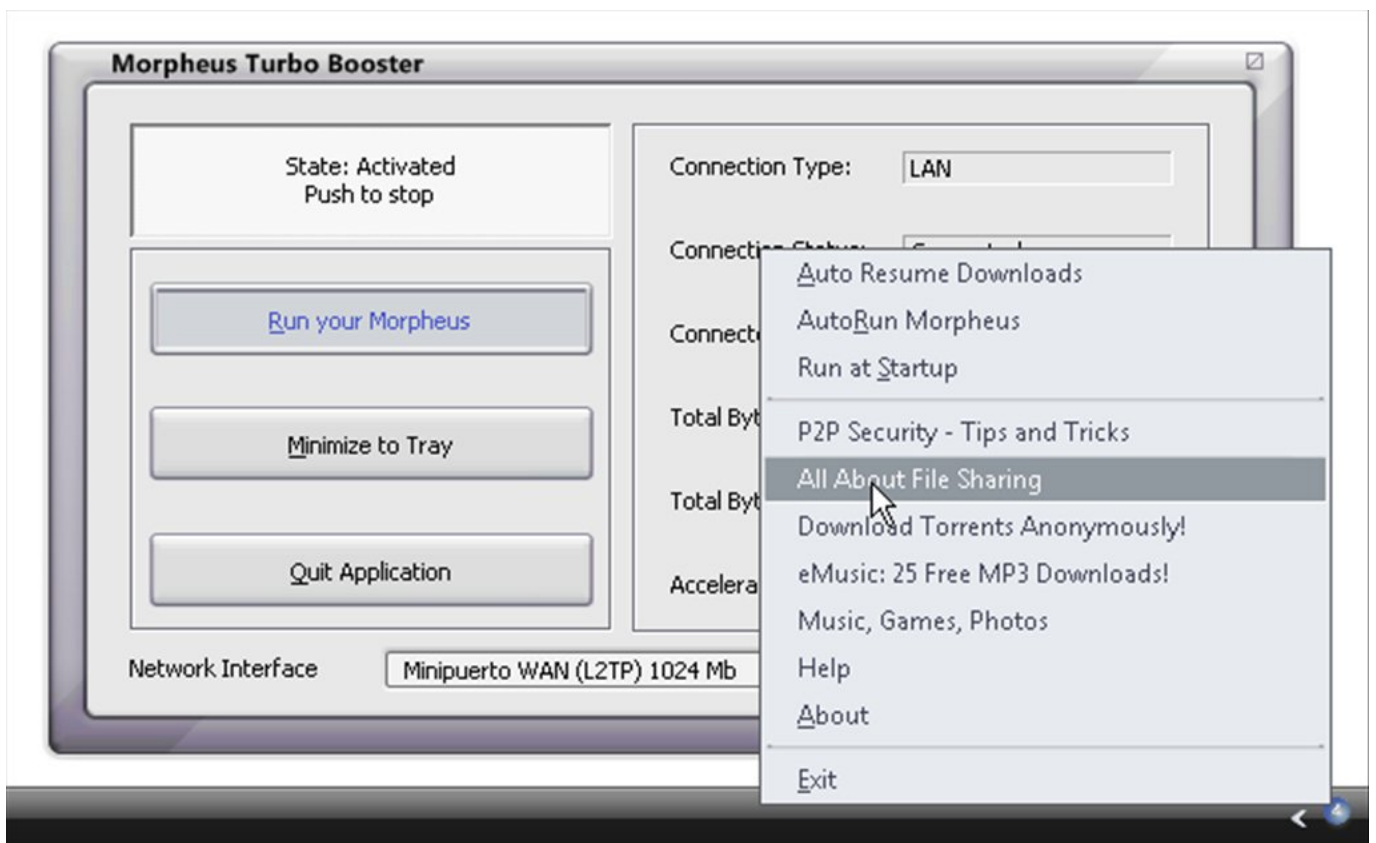 Morpheus Turbo Booster
State: Activated
Push to stop
Run your Morpheus
Minimize to Tray
Quit Application
Connection Type: LAN
Connection
Total
Total
Network Interface Minipuerto WAN (L2TP) 1024 Mb
Auto Resume Downloads
AutoRun Morpheus
Run at Startup
P2P Security - Tips and Tricks
All About File Sharing
Download Torrents Anonymously!
eMusic: 25 Free MP3 Downloads!
Music, Games, Photos
Help
About
Exit